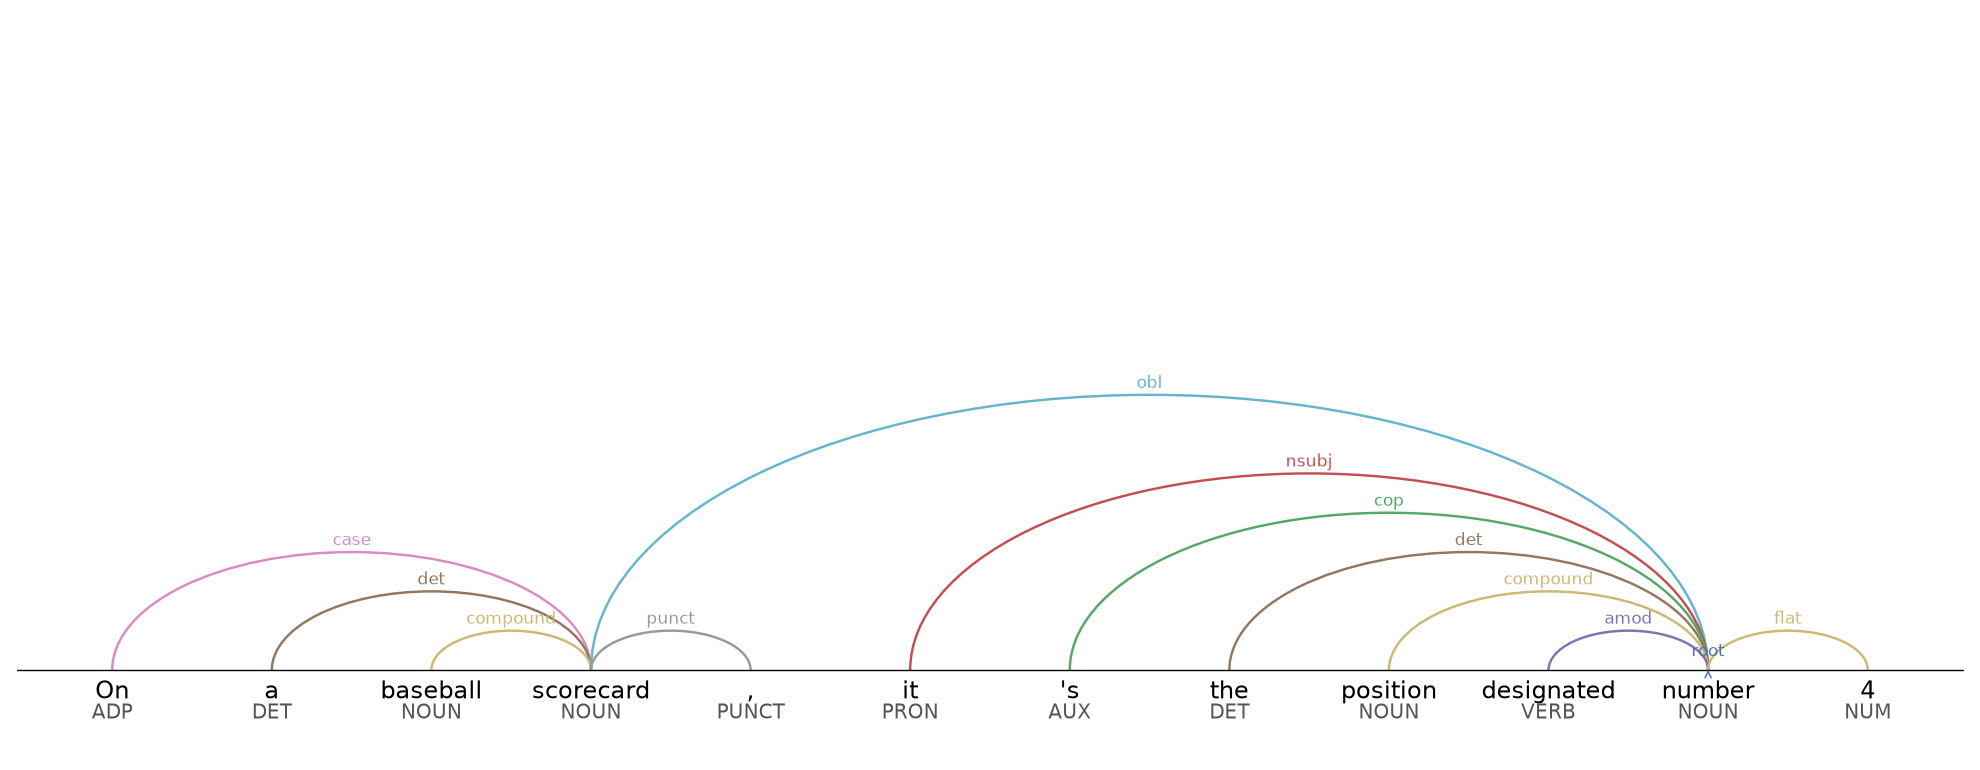 obl
nsubj
cop
case det
det compound
compound punct amod flat
root
On a baseball scorecard , it 's the position designated number 4
ADP DET NOUN NOUN PUNCT PRON AUX DET NOUN VERB NOUN NUM